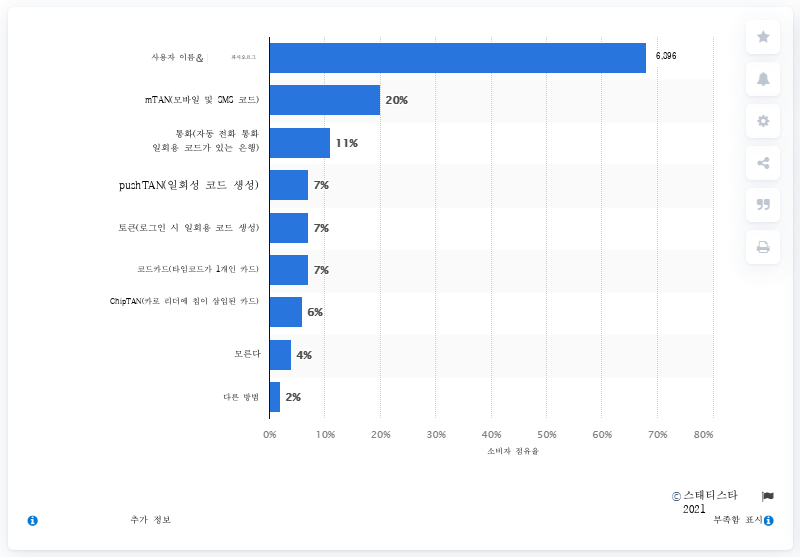 사용자 이름&
6,896
mTAN(모바일 및 SMS 코드)
20%
통화(자동 전화 통화
일회용 코드가 있는 은행)
11%
pushTAN(일회성 코드 생성)
7%
토큰(로그인 시 일회용 코드 생성)
7%
코드카드(타임코드가 1개인 카드)
7%
ChipTAN(카로 리더에 칩이 삽입된 카드)
6%
모른다
4%
다른 방법
2%
0% 10% 20% 30% 40% 50% 60% 70% 80%
소비자 점유율
© 스태티스타
2021
추가 정보
부족함 표시